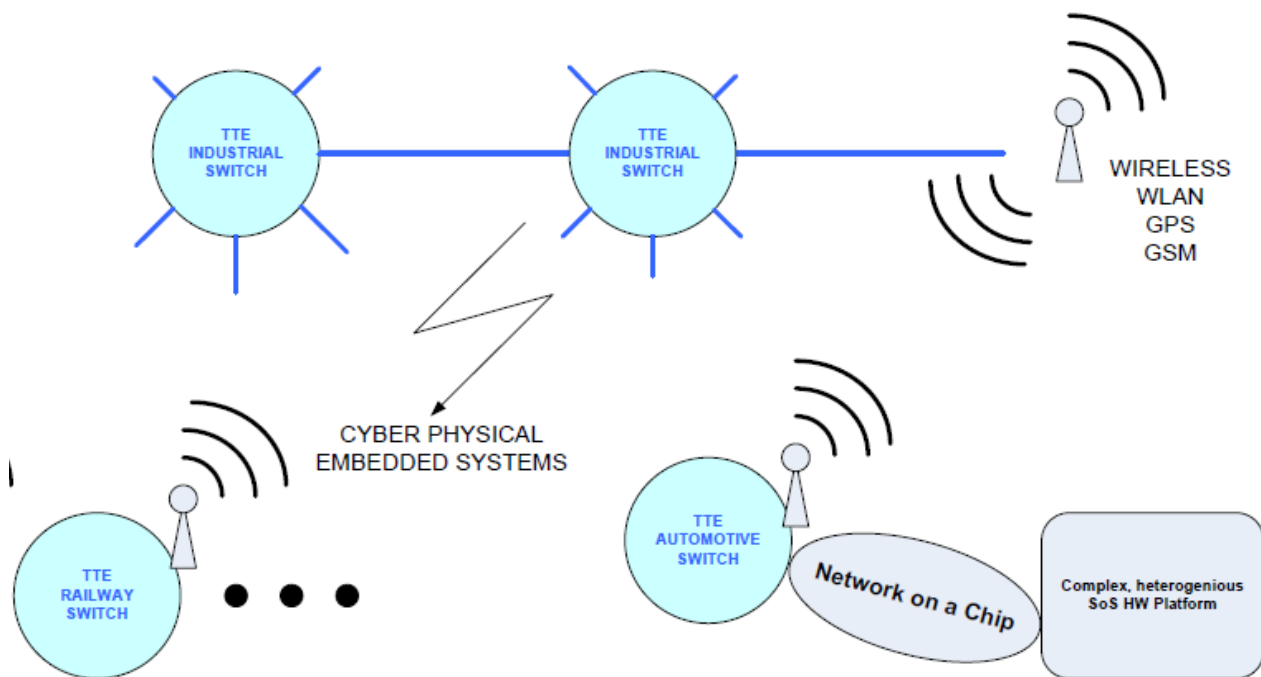 TTE
INDUSTRIAL
SWITCH
TTE
INDUSTRIAL
SWITCH
WIRELESS
WLAN
GPS
GSM
CYBER PHYSICAL
EMBEDDED SYSTEMS
TTE
RAILWAY
SWITCH
TTE
AUTOMOTIVE
SWITCH
Network on a Chip
Complex, heterogenious
SoS HW Platform